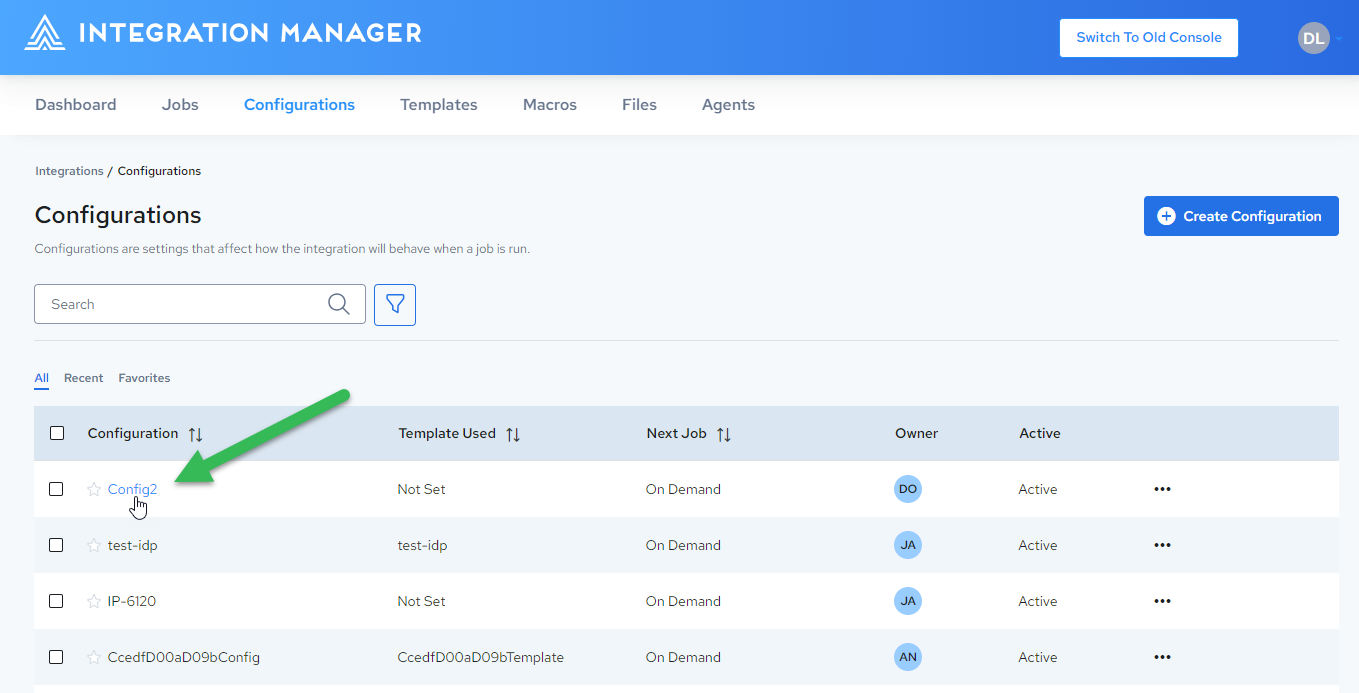 INTEGRATION MANAGER
Switch To Old Console
DL
Dashboard Jobs Configurations Templates Macros Files Agents
Integrations / Configurations
Configurations
Create Configuration
Configurations are settings that affect how the integration will behave when a job is run.
Search
All Recent Favorites
Configuration Template Used Next Job Owner Active
Config2 Not Set On Demand DO Active
test-idp test-idp On Demand JA Active
IP-6120 Not Set On Demand JA Active
CcedfD00aD09bConfig CcedfD00aD09bTemplate On Demand AN Active